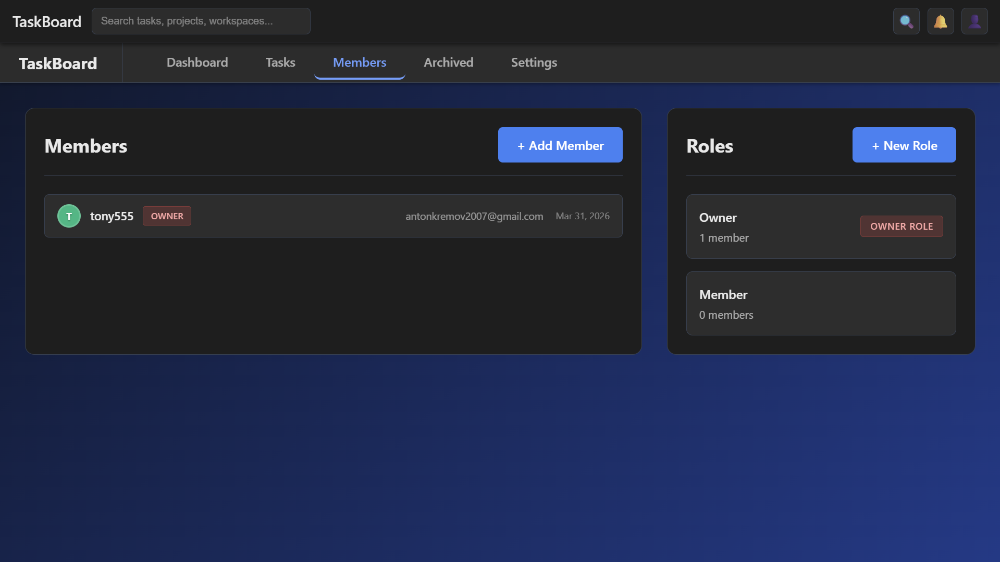 TaskBoard
Search tasks, projects, workspaces...
TaskBoard
Dashboard
Tasks
Members
Archived
Settings
Members
+ Add Member
T
tony555
OWNER
antonkremov2007@gmail.com
Mar 31, 2026
Roles
+ New Role
Owner
1 member
OWNER ROLE
Member
0 members